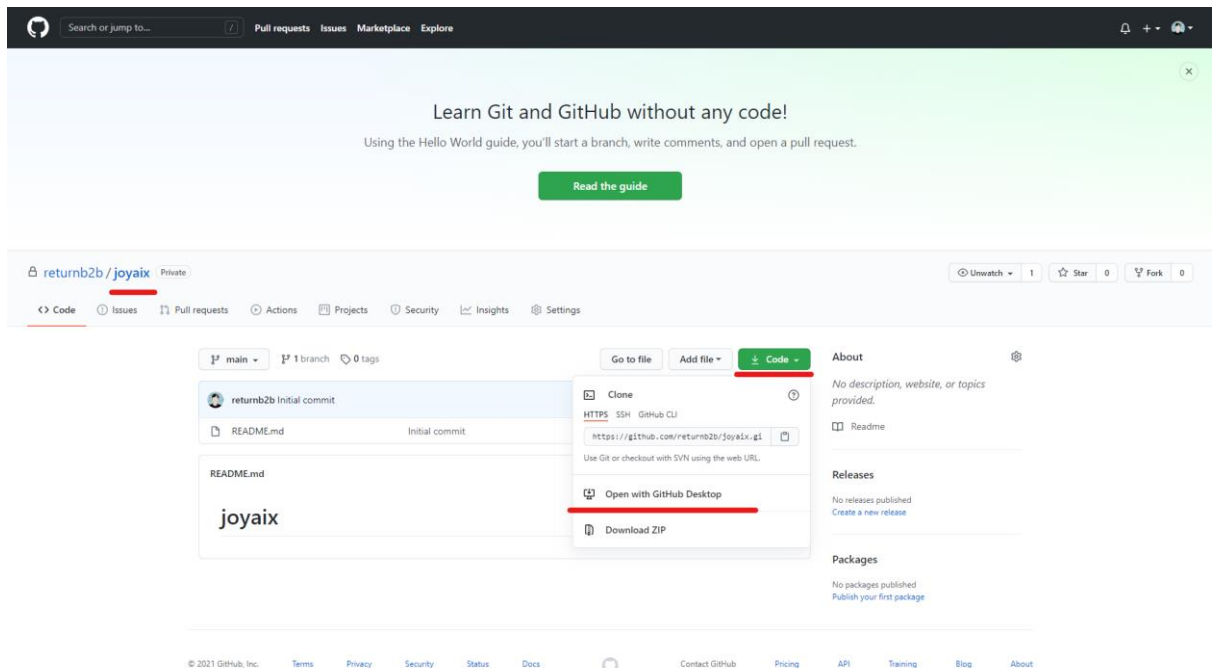 Search or jump to... /
Pull requests Issues Marketplace Explore
Learn Git and GitHub without any code!
Using the Hello World guide, you'll start a branch, write comments, and open a pull request.
Read the guide
returnb2b / joyaix Private
Unwatch 1 Star 0 Fork 0
Code Issues Pull requests Actions Projects Security Insights Settings
main 1 branch 0 tags
Go to file Add file Code
returnb2b Initial commit
README.md Initial commit
README.md
joyaix
Clone
HTTPS SSH GitHub CLI
https://github.com/returnb2b/joyaix.gi
Use Git or checkout with SVN using the web URL.
Open with GitHub Desktop
Download ZIP
About
No description, website, or topics
provided.
Readme
Releases
No releases published
Create a new release
Packages
No packages published
Publish your first package
© 2021 GitHub, Inc. Terms Privacy Security Status Docs Contact GitHub Pricing API Training Blog About